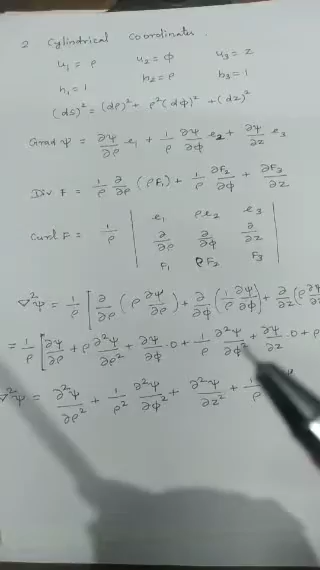 2 Cylindrical Coordinates.
u₁ = ρ u₂ = φ u₃ = z
h₁ = 1 h₂ = ρ h₃ = 1
(ds)² = (dρ)² + ρ²(dφ)² + (dz)²
Grad ψ = ∂ψ/∂ρ e₁ + 1/ρ ∂ψ/∂φ e₂ + ∂ψ/∂z e₃
Div F = 1/ρ ∂/∂ρ (ρF₁) + 1/ρ ∂F₂/∂φ + ∂F₃/∂z
Curl F = 1/ρ | e₁ ρe₂ e₃ |
| ∂/∂ρ ∂/∂φ ∂/∂z |
| F₁ ρF₂ F₃ |
∇²ψ = 1/ρ [ ∂/∂ρ (ρ ∂ψ/∂ρ) + ∂/∂φ (1/ρ ∂ψ/∂φ) + ∂/∂z (ρ ∂ψ
= 1/ρ [ ∂ψ/∂ρ + ρ ∂²ψ/∂ρ² + ∂ψ/∂φ · 0 + 1/ρ ∂²ψ/∂φ² + ∂ψ/∂z · 0 + ρ
∇²ψ = ∂²ψ/∂ρ² + 1/ρ² ∂²ψ/∂φ² + ∂²ψ/∂z² + 1/ρ ψ